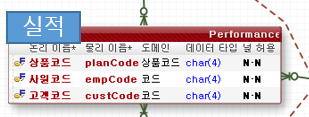 실적
Performance
논리 이름* 물리 이름* 도메인 데이터 타입 널 허용
상품코드 planCode 상품코드 char(4) N·N
사원코드 empCode 코드 char(4) N·N
고객코드 custCode 코드 char(4) N·N